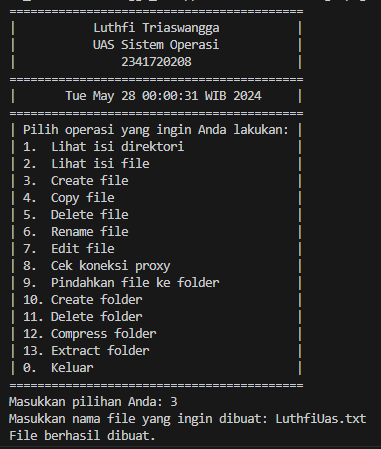 ==========================================
| Luthfi Triaswangga |
| UAS Sistem Operasi |
| 2341720208 |
==========================================
| Tue May 28 00:00:31 WIB 2024 |
==========================================
| Pilih operasi yang ingin Anda lakukan: |
| 1. Lihat isi direktori |
| 2. Lihat isi file |
| 3. Create file |
| 4. Copy file |
| 5. Delete file |
| 6. Rename file |
| 7. Edit file |
| 8. Cek koneksi proxy |
| 9. Pindahkan file ke folder |
| 10. Create folder |
| 11. Delete folder |
| 12. Compress folder |
| 13. Extract folder |
| 0. Keluar |
==========================================
Masukkan pilihan Anda: 3
Masukkan nama file yang ingin dibuat: LuthfiUas.txt
File berhasil dibuat.